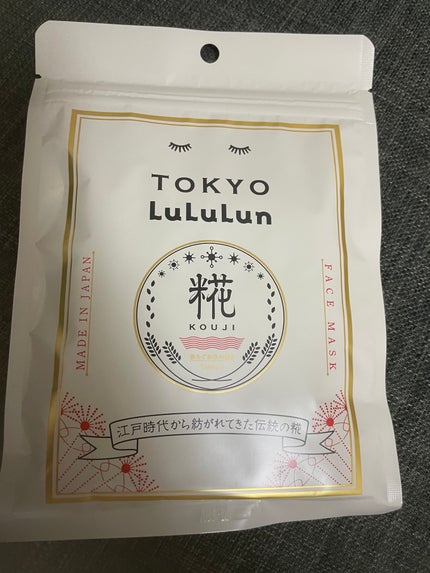 TOKYO
LuLuLun
糀
KOUJI
MADE IN JAPAN
FACE MASK
江戸時代から紡がれてきた伝統の糀